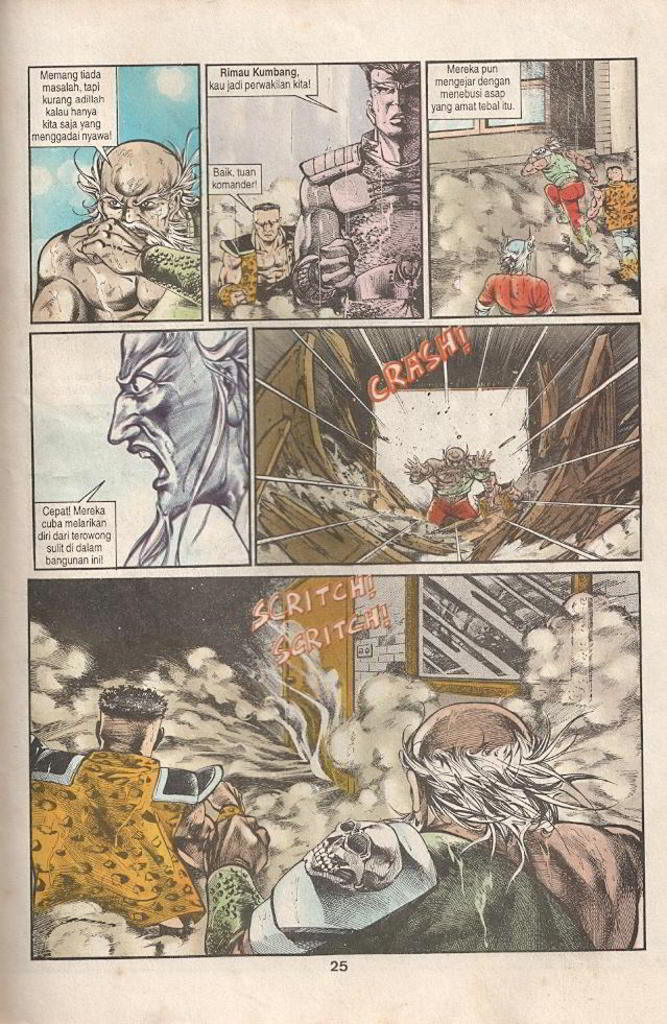 Memang tiada
masalah, tapi
kurang adillah
kalau hanya
kita saja yang
menggadai nyawa!
Rimau Kumbang,
kau jadi perwakilan kita!
Baik, tuan
komander!
Mereka pun
mengejar dengan
menebusi asap
yang amat tebal itu.
Cepat! Mereka
cuba melarikan
diri dari terowong
sulit di dalam
bangunan ini!
CRASH!
SCRITCH!
SCRITCH!
25